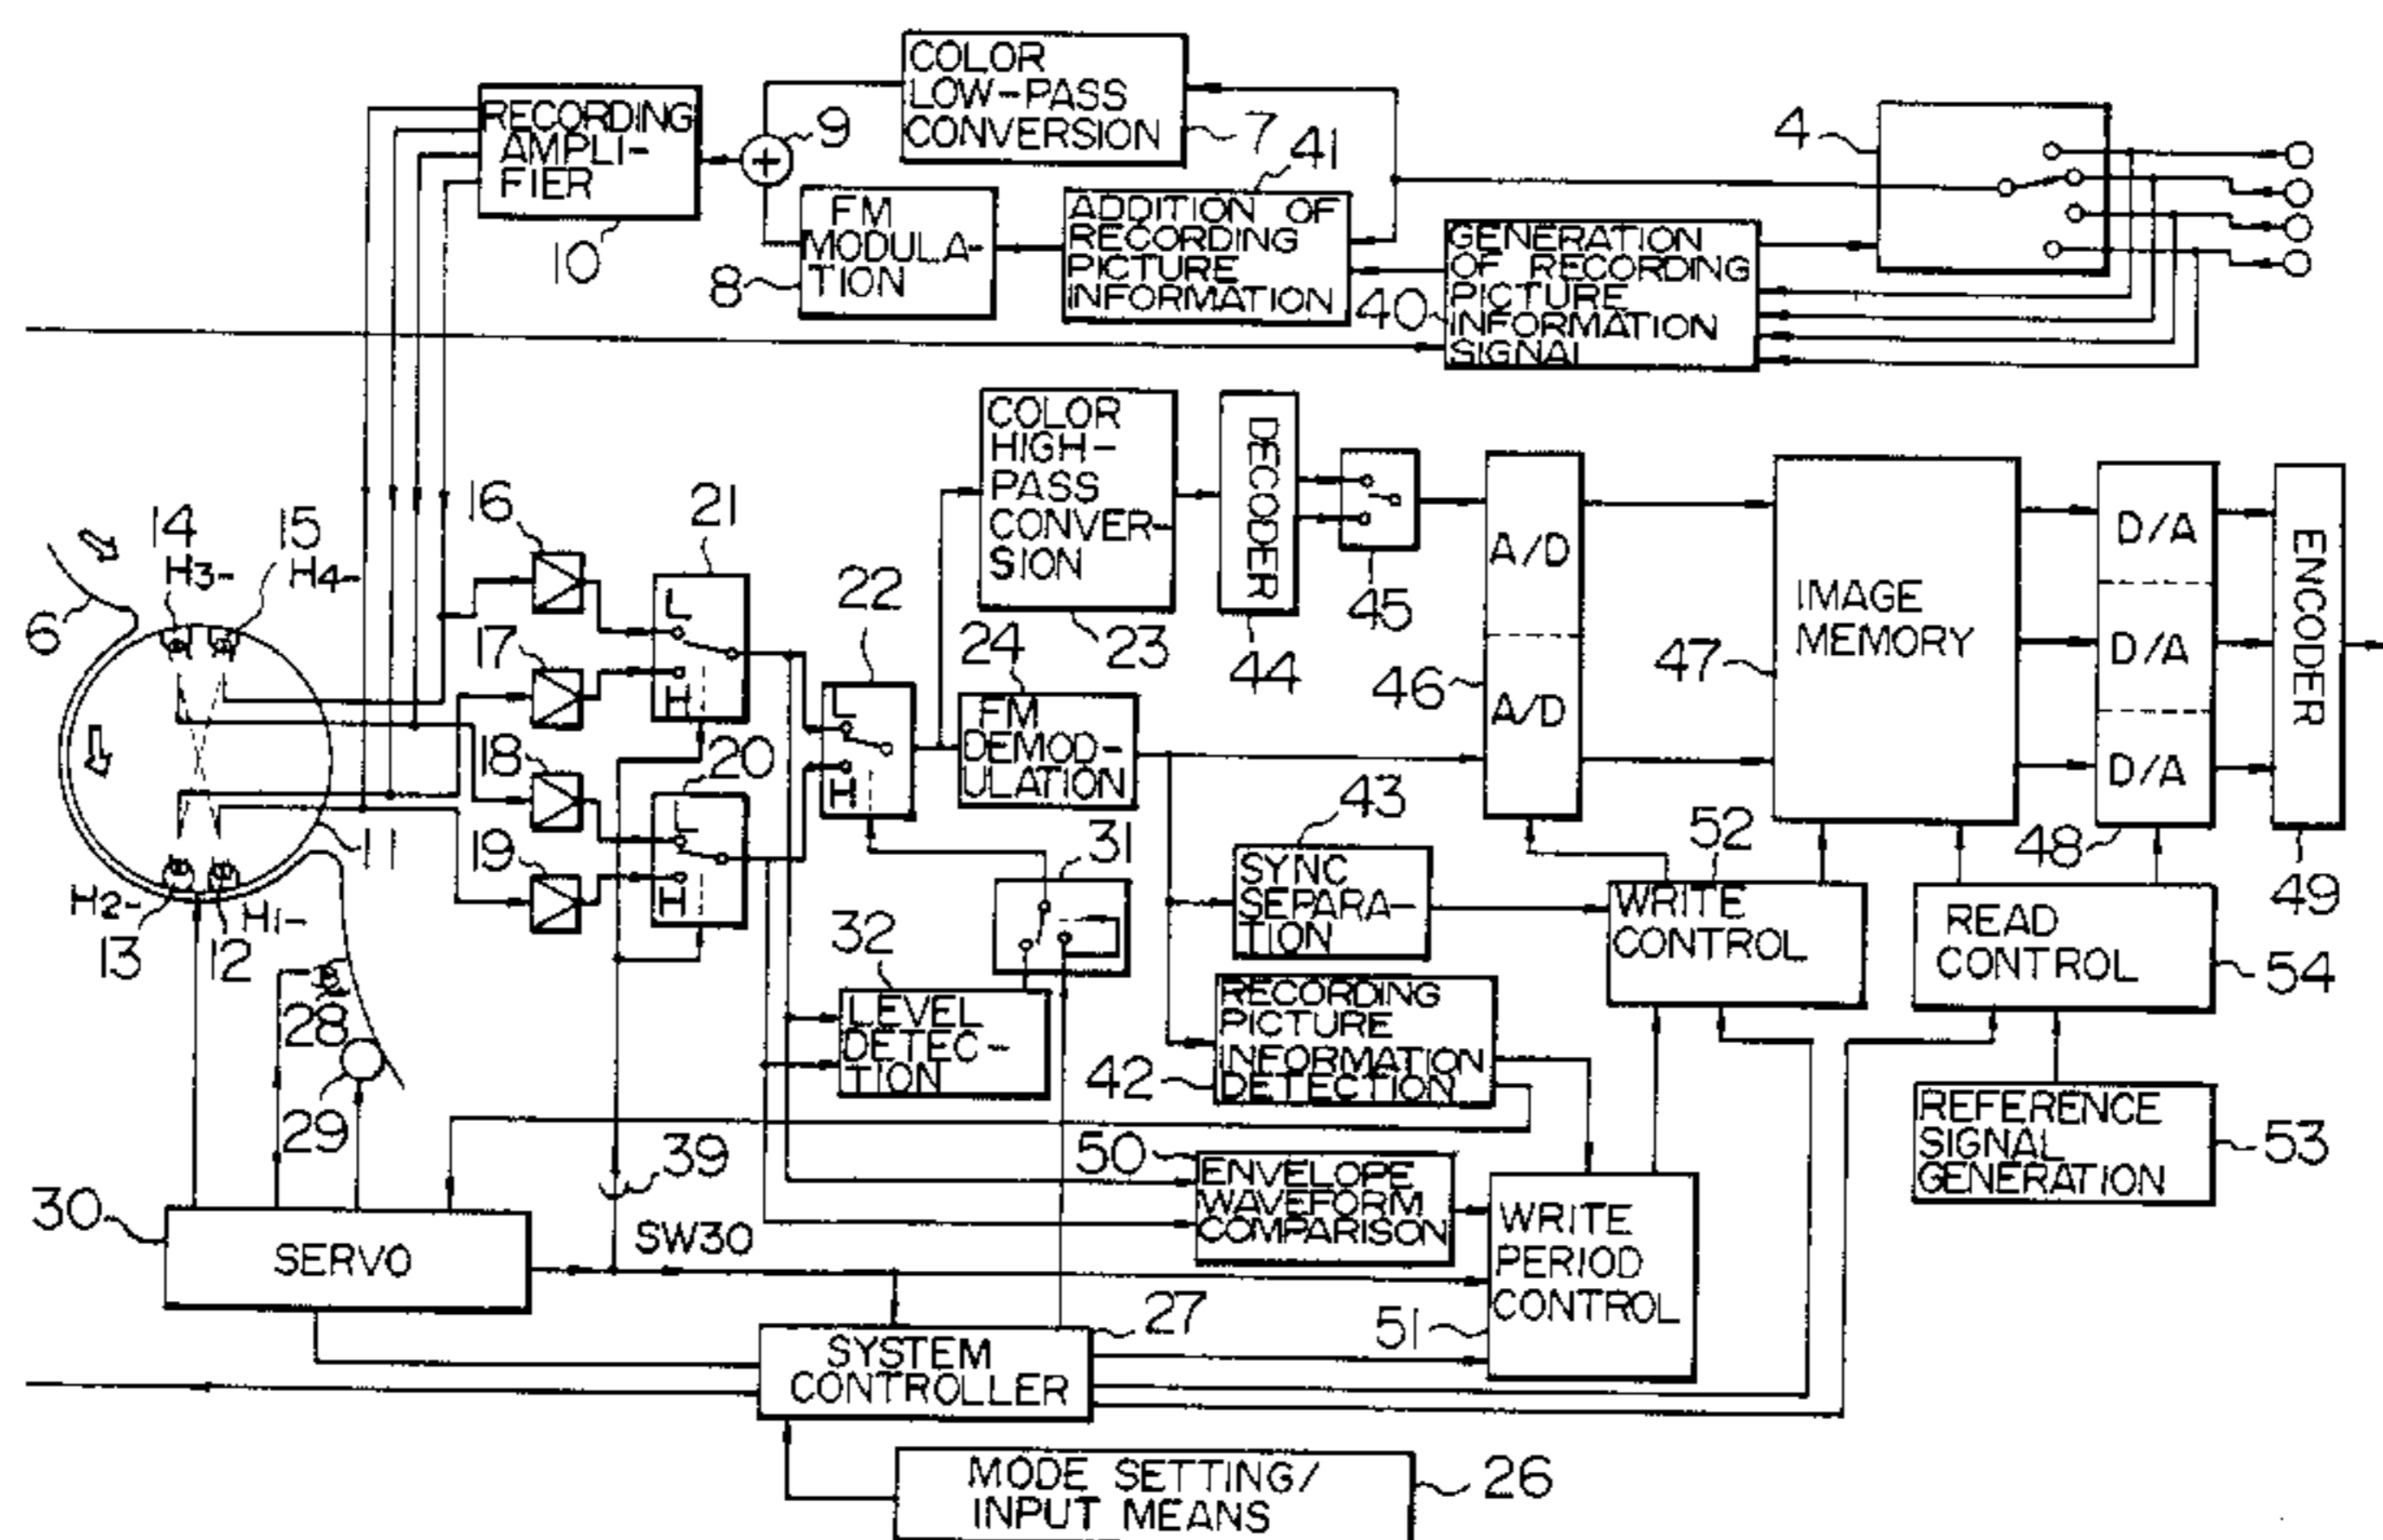 COLOR
LOW-PASS
CONVERSION
7
RECORDING
AMPLI-
FIER
10
9
41
4
FM
MODULA-
TION
8
ADDITION OF
RECORDING
PICTURE
INFORMATION
GENERATION
OF RECORDING
PICTURE
INFORMATION
SIGNAL
40
COLOR
HIGH-
PASS
CONVER-
SION
23
DECODER
44
45
A/D
A/D
46
IMAGE
MEMORY
47
D/A
D/A
D/A
48
ENCODER
49
14
H3-
15
H4-
6
16
17
18
19
21
L
H
20
L
H
22
L
H
24
FM
DEMOD-
ULATION
11
H2-
13
H1-
12
28
29
31
32
LEVEL
DETEC-
TION
43
SYNC
SEPARA-
TION
52
WRITE
CONTROL
READ
CONTROL
54
RECORDING
PICTURE
INFORMATION
DETECTION
42
REFERENCE
SIGNAL
GENERATION
53
39
50
ENVELOPE
WAVEFORM
COMPARISON
WRITE
PERIOD
CONTROL
51
30
SERVO
SW30
27
SYSTEM
CONTROLLER
MODE SETTING/
INPUT MEANS
26